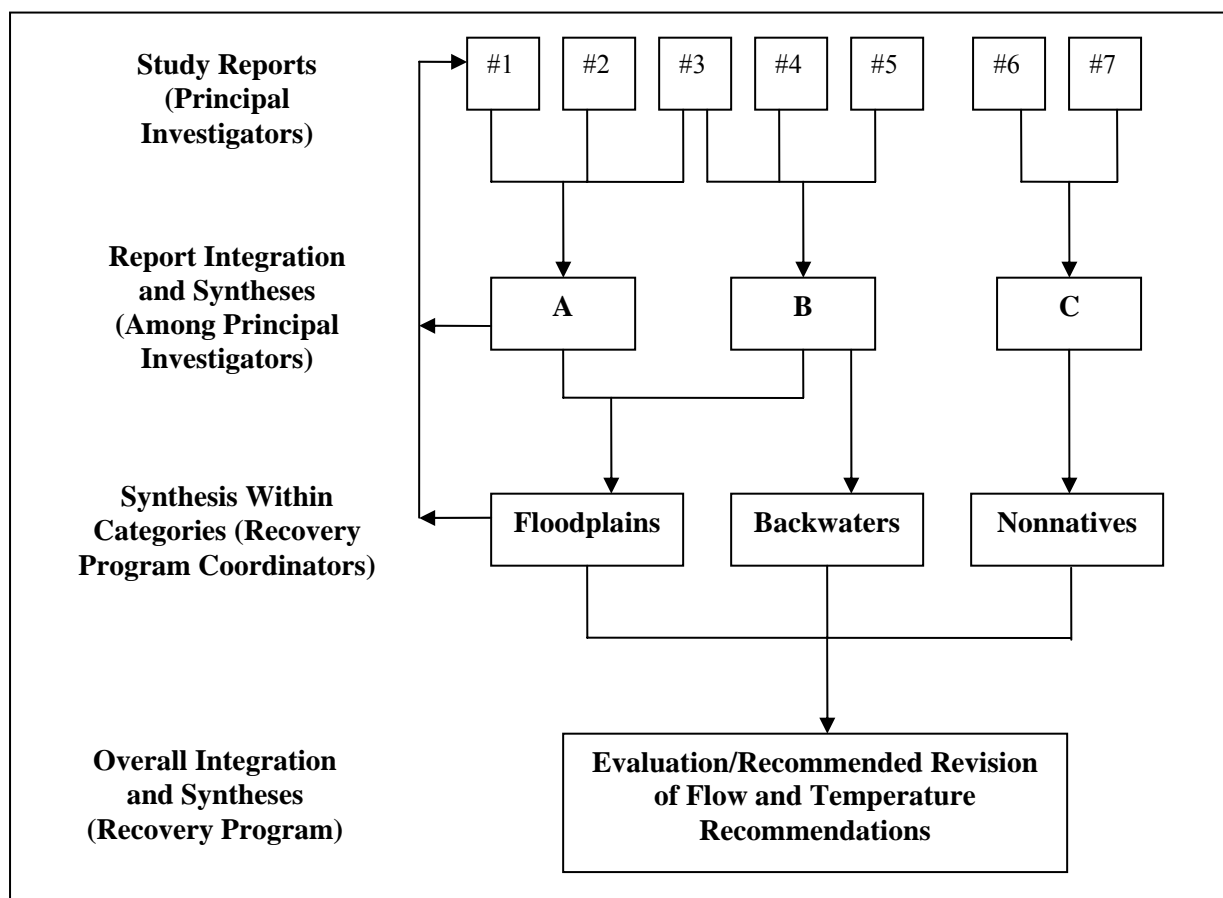 Study Reports
(Principal
Investigators)
#1 #2 #3 #4 #5 #6 #7
Report Integration
and Syntheses
(Among Principal
Investigators)
A B C
Synthesis Within
Categories (Recovery
Program Coordinators)
Floodplains Backwaters Nonnatives
Overall Integration
and Syntheses
(Recovery Program)
Evaluation/Recommended Revision
of Flow and Temperature
Recommendations